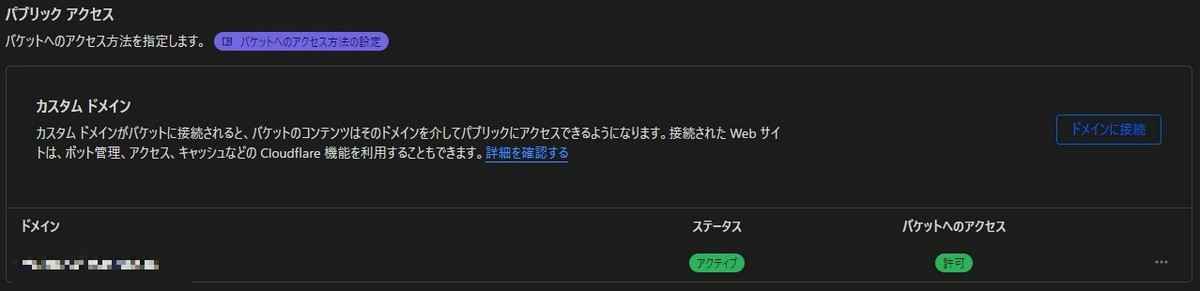 パブリック アクセス
バケットへのアクセス方法を指定します。 バケットへのアクセス方法の設定
カスタム ドメイン
カスタム ドメインがバケットに接続されると、バケットのコンテンツはそのドメインを介してパブリックにアクセスできるようになります。接続された Web サイ
トは、ボット管理、アクセス、キャッシュなどの Cloudflare 機能を利用することもできます。詳細を確認する
ドメインに接続
ドメイン ステータス バケットへのアクセス
アクティブ 許可